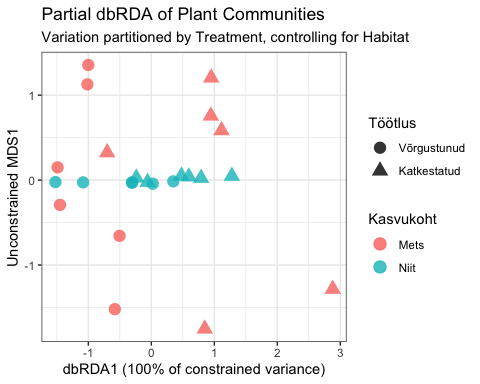 Partial dbRDA of Plant Communities
Variation partitioned by Treatment, controlling for Habitat
Unconstrained MDS1
1
0
-1
-1
0
1
2
3
dbRDA1 (100% of constrained variance)
Töötlus
Võrgustunud
Katkestatud
Kasvukoht
Mets
Niit